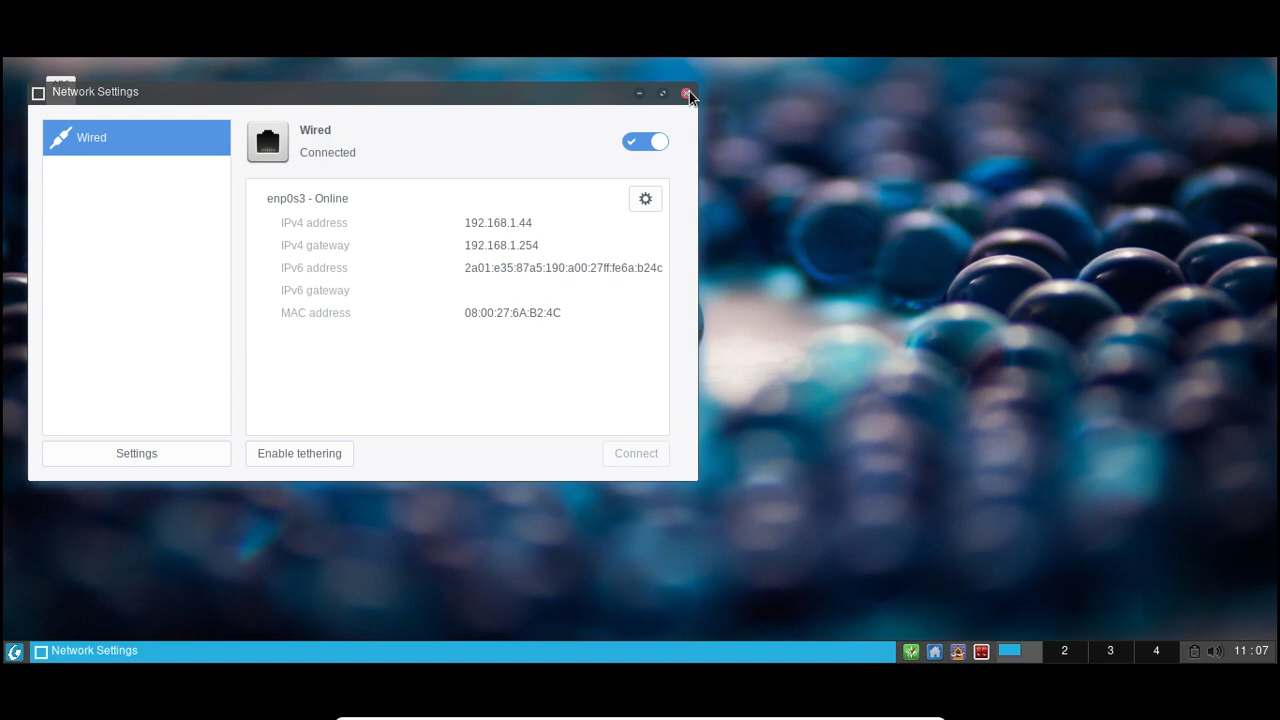 Network Settings
Wired
Wired
Connected
enp0s3 - Online
IPv4 address 192.168.1.44
IPv4 gateway 192.168.1.254
IPv6 address 2a01:e35:87a5:190:a00:27ff:fe6a:b24c
IPv6 gateway
MAC address 08:00:27:6A:B2:4C
Settings Enable tethering Connect
Network Settings 2 3 4 11 : 07